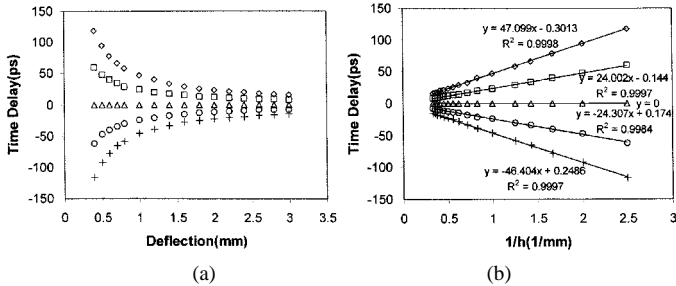 150
100
50
0
-50
-100
-150
Time Delay(ps)
0 0.5 1 1.5 2 2.5 3 3.5
Deflection(mm)
(a)
150
100
50
0
-50
-100
-150
Time Delay(ps)
y = 47.099x - 0.3013
R² = 0.9998
y = 24.002x - 0.144
R² = 0.9997
y = 0
y = -24.307x + 0.174
R² = 0.9984
y = -46.404x + 0.2486
R² = 0.9997
0 0.5 1 1.5 2 2.5 3
1/h(1/mm)
(b)